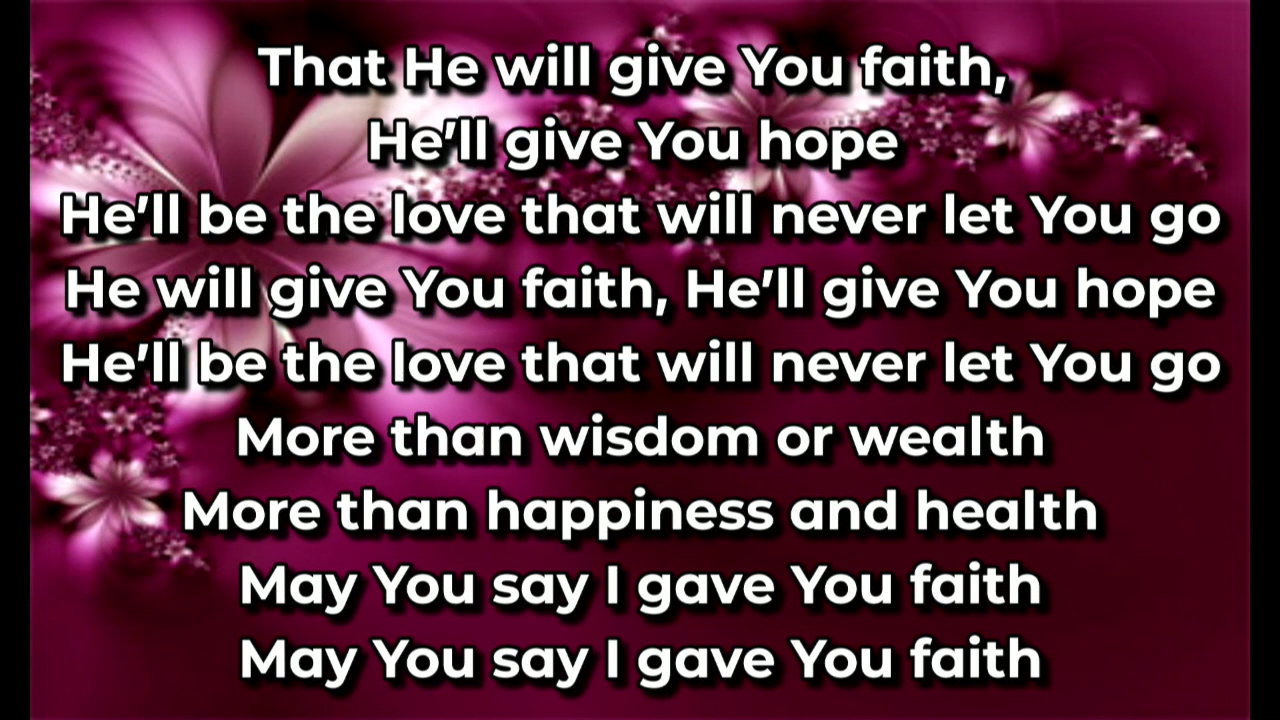 That He will give You faith,
He'll give You hope
He'll be the love that will never let You go
He will give You faith, He'll give You hope
He'll be the love that will never let You go
More than wisdom or wealth
More than happiness and health
May You say I gave You faith
May You say I gave You faith